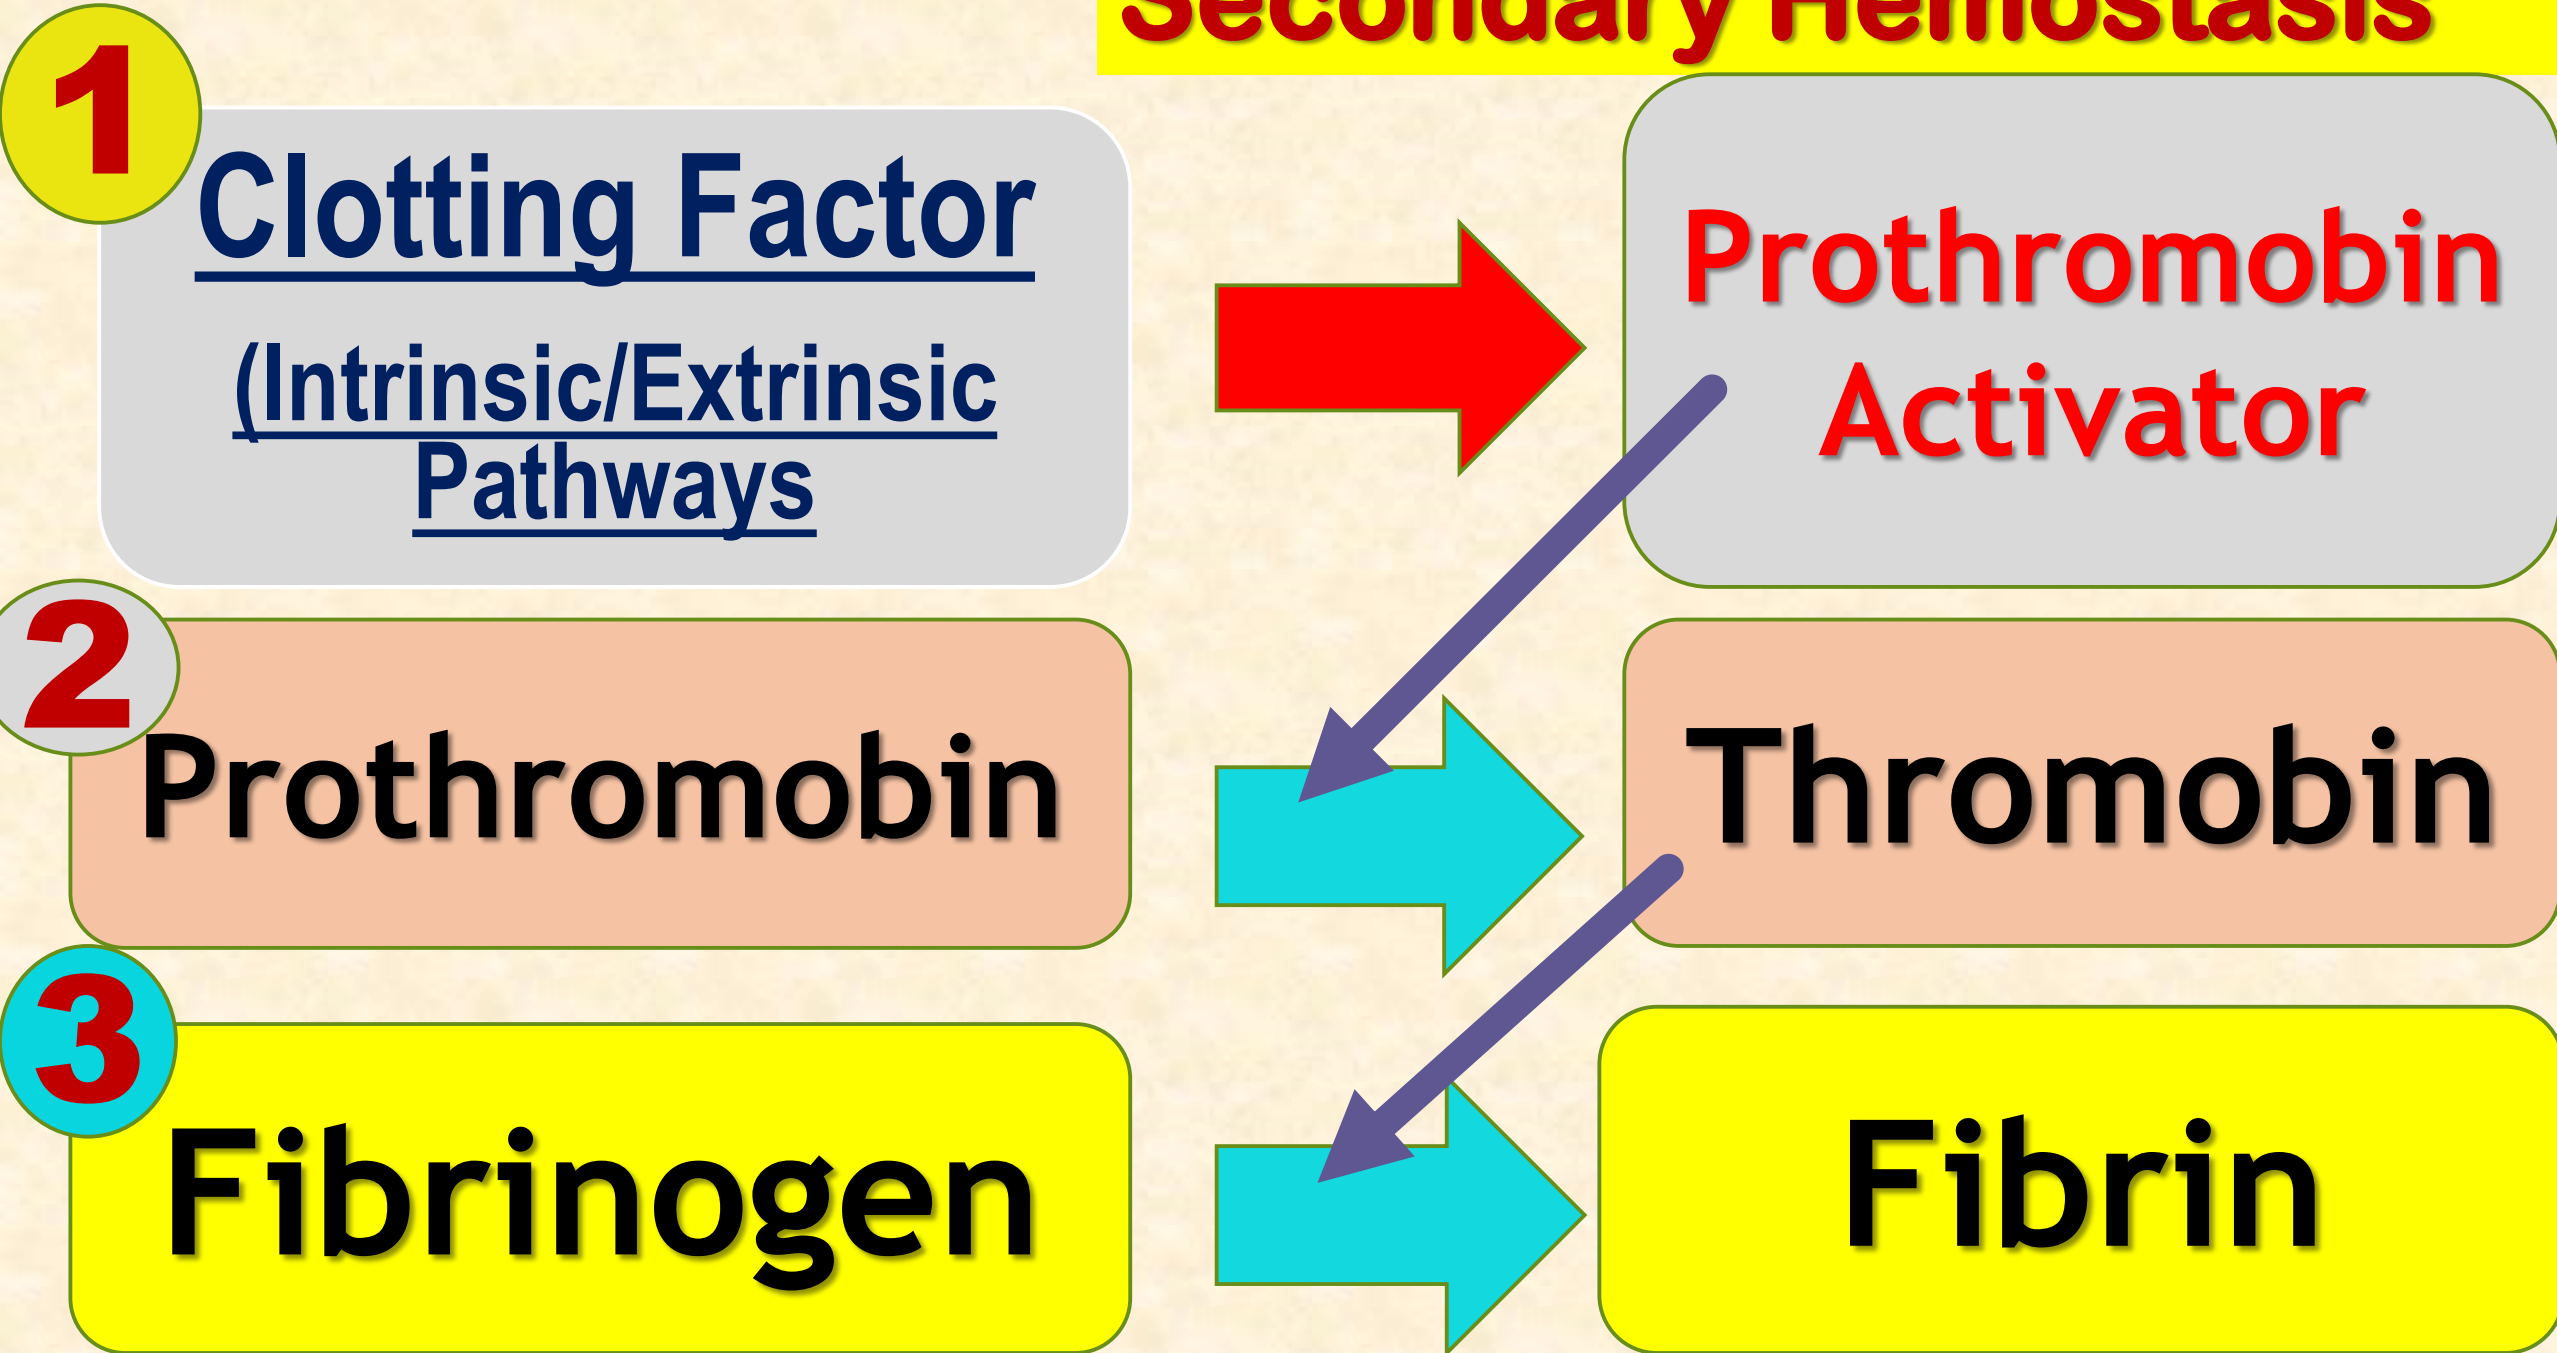 Secondary Hemostasis
1
Clotting Factor
(Intrinsic/Extrinsic
Pathways
Prothromobin
Activator
2
Prothromobin
Thromobin
3
Fibrinogen
Fibrin